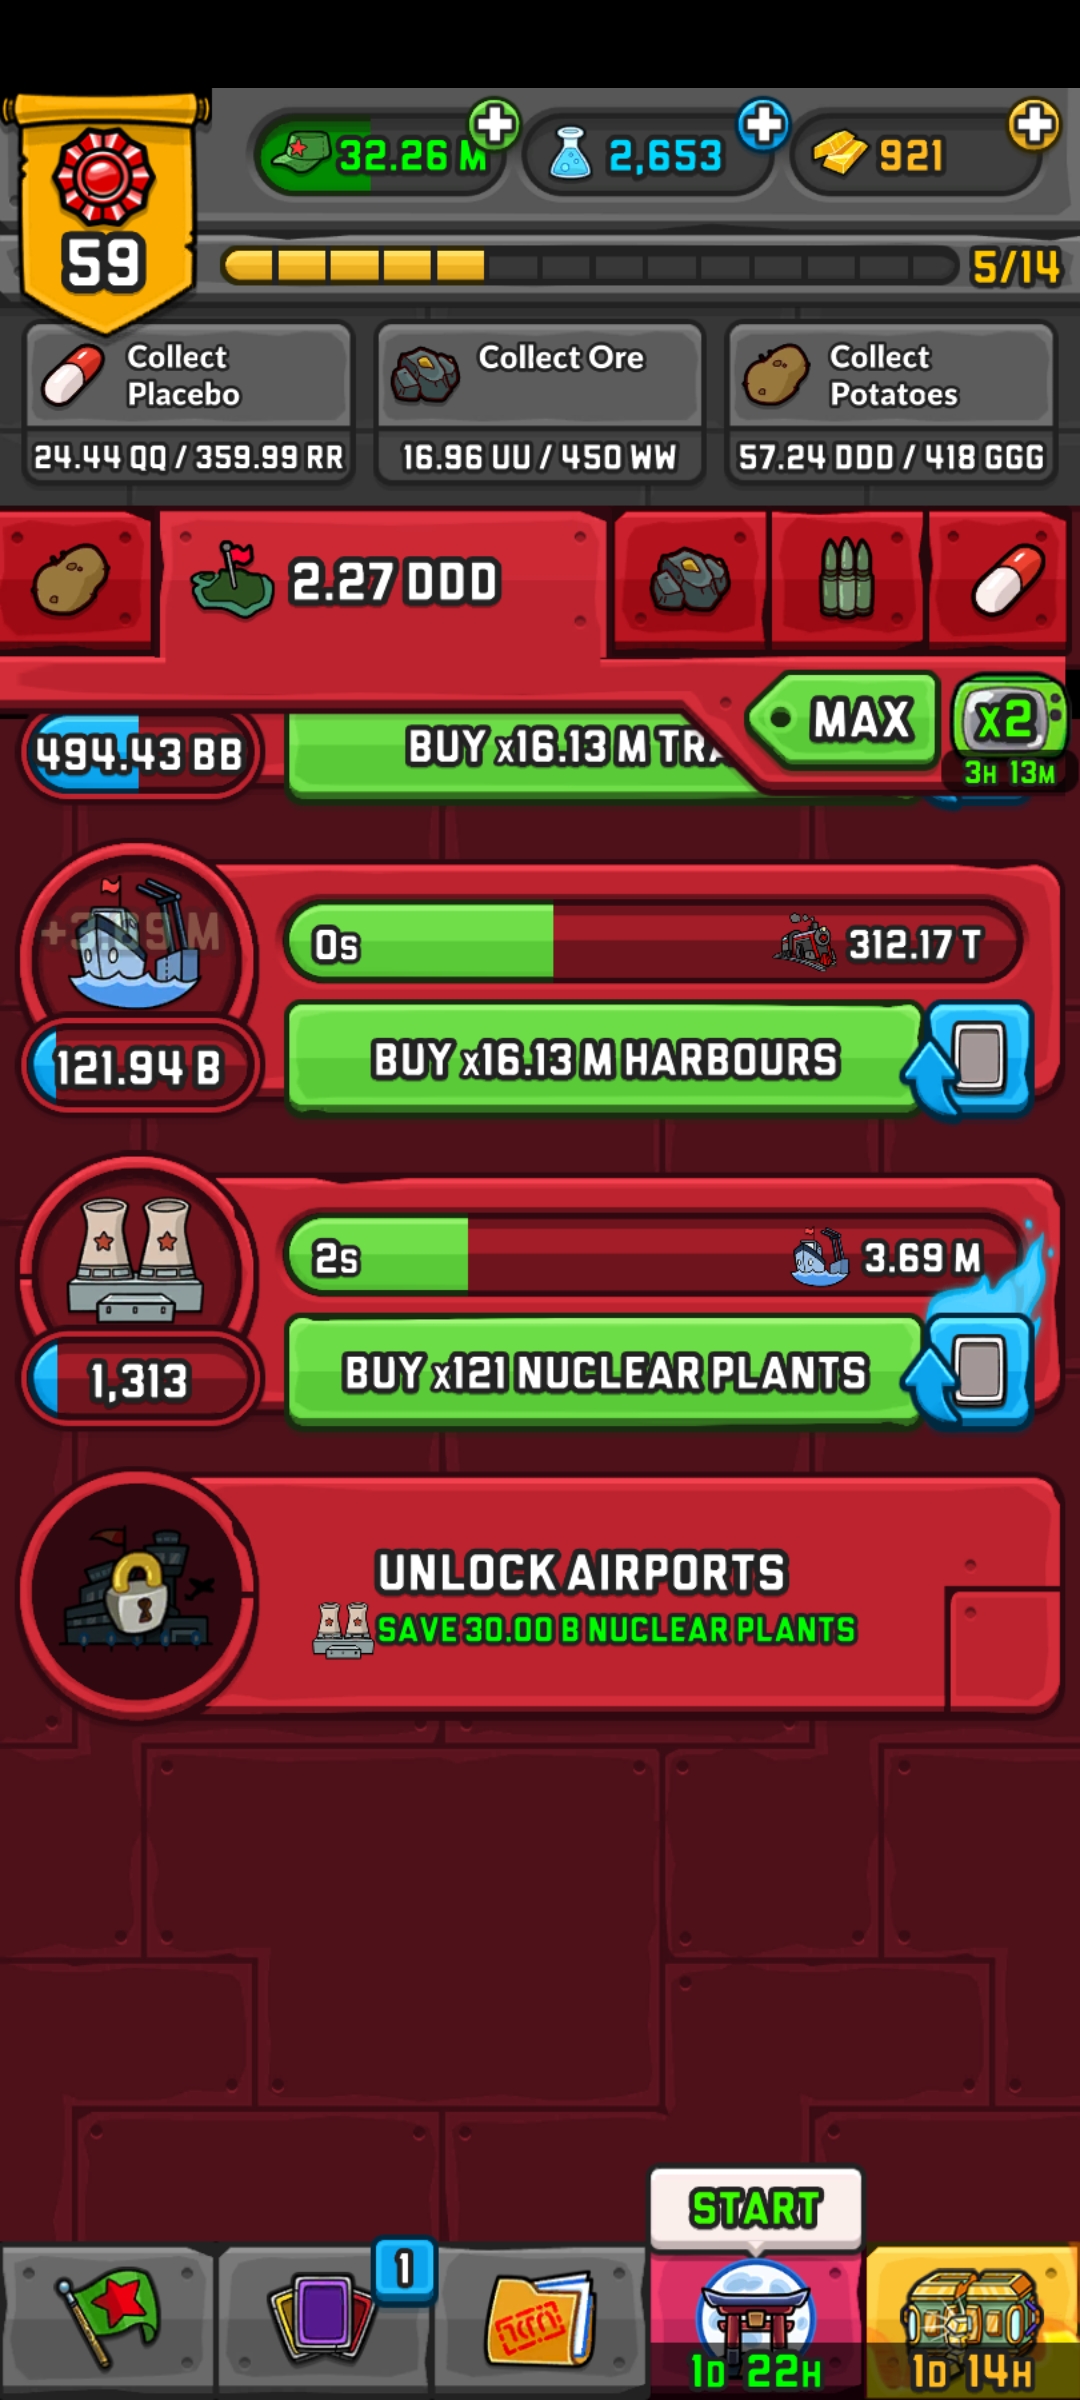 59
32.26 M
2,653
921
5/14
Collect
Placebo
24.44 QQ / 359.99 RR
Collect Ore
16.96 UU / 450 WW
Collect
Potatoes
57.24 DDD / 418 GGG
2.27 DDD
MAX
x2
3H 13M
494.43 BB
BUY x16.13 M TRA
0s
312.17 T
121.94 B
BUY x16.13 M HARBOURS
2s
3.69 M
1,313
BUY x121 NUCLEAR PLANTS
UNLOCK AIRPORTS
SAVE 30.00 B NUCLEAR PLANTS
START
1
1D 22H
1D 14H